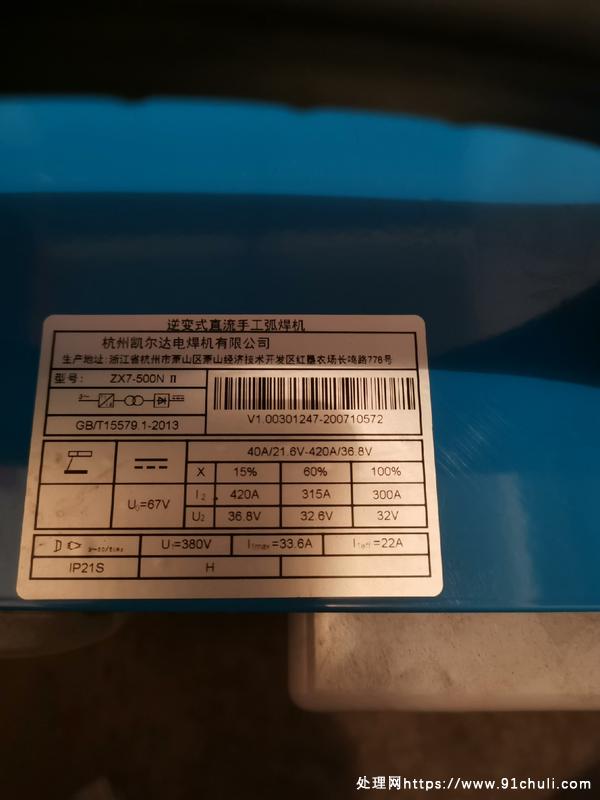 逆变式直流手工弧焊机
杭州凯尔达电焊机有限公司
生产地址:浙江省杭州市萧山区萧山经济技术开发区红垦农场长鸣路778号
型号: ZX7-500N II
GB/T15579.1-2013
V1.00301247-200710572
40A/21.6V-420A/36.8V
X 15% 60% 100%
U₀=67V
I₂ 420A 315A 300A
U₂ 36.8V 32.6V 32V
3~50/60Hz U₁=380V I₁max=33.6A I₁eff=22A
IP21S H
处理网https://www.91chuli.com